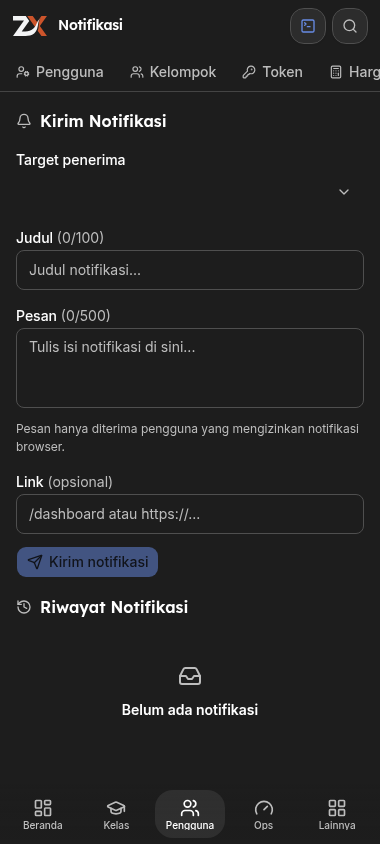 ZX Notifikasi
Pengguna Kelompok Token Harg
Kirim Notifikasi
Target penerima
Judul (0/100)
Judul notifikasi...
Pesan (0/500)
Tulis isi notifikasi di sini...
Pesan hanya diterima pengguna yang mengizinkan notifikasi
browser.
Link (opsional)
/dashboard atau https://...
Kirim notifikasi
Riwayat Notifikasi
Belum ada notifikasi
Beranda Kelas Pengguna Ops Lainnya